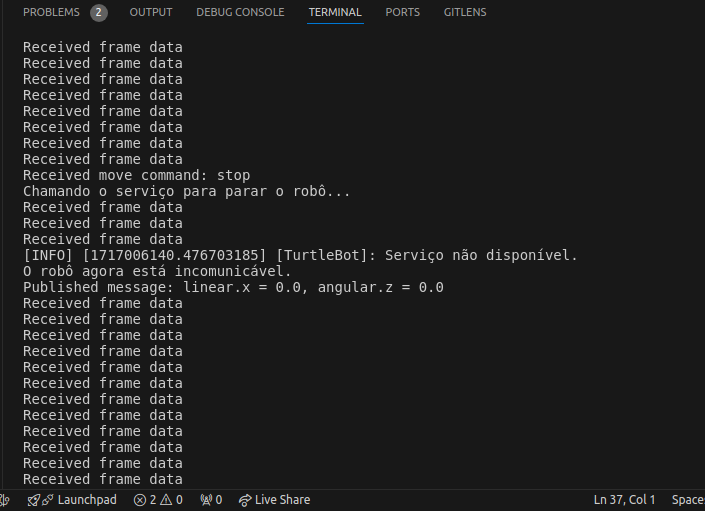 PROBLEMS 2 OUTPUT DEBUG CONSOLE TERMINAL PORTS GITLENS
Received frame data
Received frame data
Received frame data
Received frame data
Received frame data
Received frame data
Received frame data
Received frame data
Received move command: stop
Chamando o serviço para parar o robô...
Received frame data
Received frame data
Received frame data
[INFO] [1717006140.476703185] [TurtleBot]: Serviço não disponível.
O robô agora está incomunicável.
Published message: linear.x = 0.0, angular.z = 0.0
Received frame data
Received frame data
Received frame data
Received frame data
Received frame data
Received frame data
Received frame data
Received frame data
Received frame data
Received frame data
Received frame data
Received frame data
Launchpad 2 0 0 Live Share Ln 37, Col 1 Space